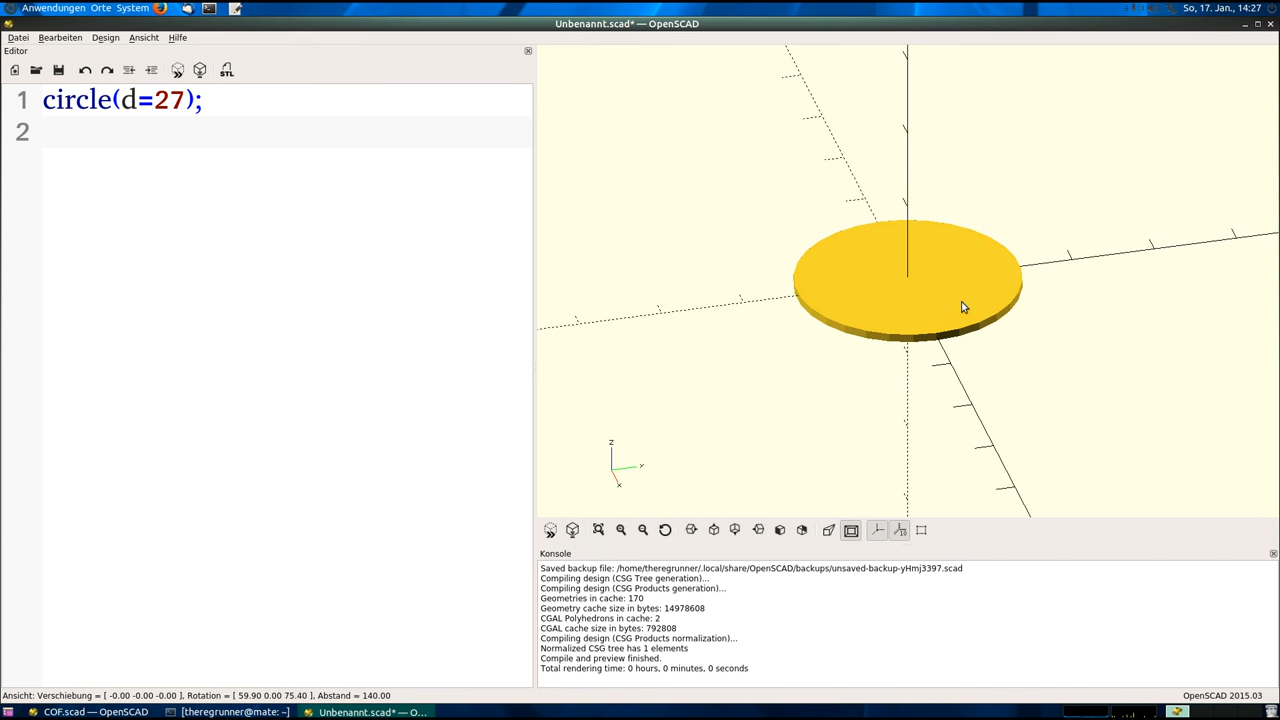 Anwendungen Orte System
So, 17. Jan., 14:27
Unbenannt.scad* — OpenSCAD
Datei Bearbeiten Design Ansicht Hilfe
Editor
STL
1 circle(d=27);
2
Z
Y
X
10
Konsole
Saved backup file: /home/theregrunner/.local/share/OpenSCAD/backups/unsaved-backup-yHmj3397.scad
Compiling design (CSG Tree generation)...
Compiling design (CSG Products generation)...
Geometries in cache: 170
Geometry cache size in bytes: 14978608
CGAL Polyhedrons in cache: 2
CGAL cache size in bytes: 792808
Compiling design (CSG Products normalization)...
Normalized CSG tree has 1 elements
Compile and preview finished.
Total rendering time: 0 hours, 0 minutes, 0 seconds
Ansicht: Verschiebung = [ -0.00 -0.00 -0.00 ], Rotation = [ 59.90 0.00 75.40 ], Abstand = 140.00
OpenSCAD 2015.03
COF.scad — OpenSCAD
[theregrunner@mate: ~]
Unbenannt.scad* — O...